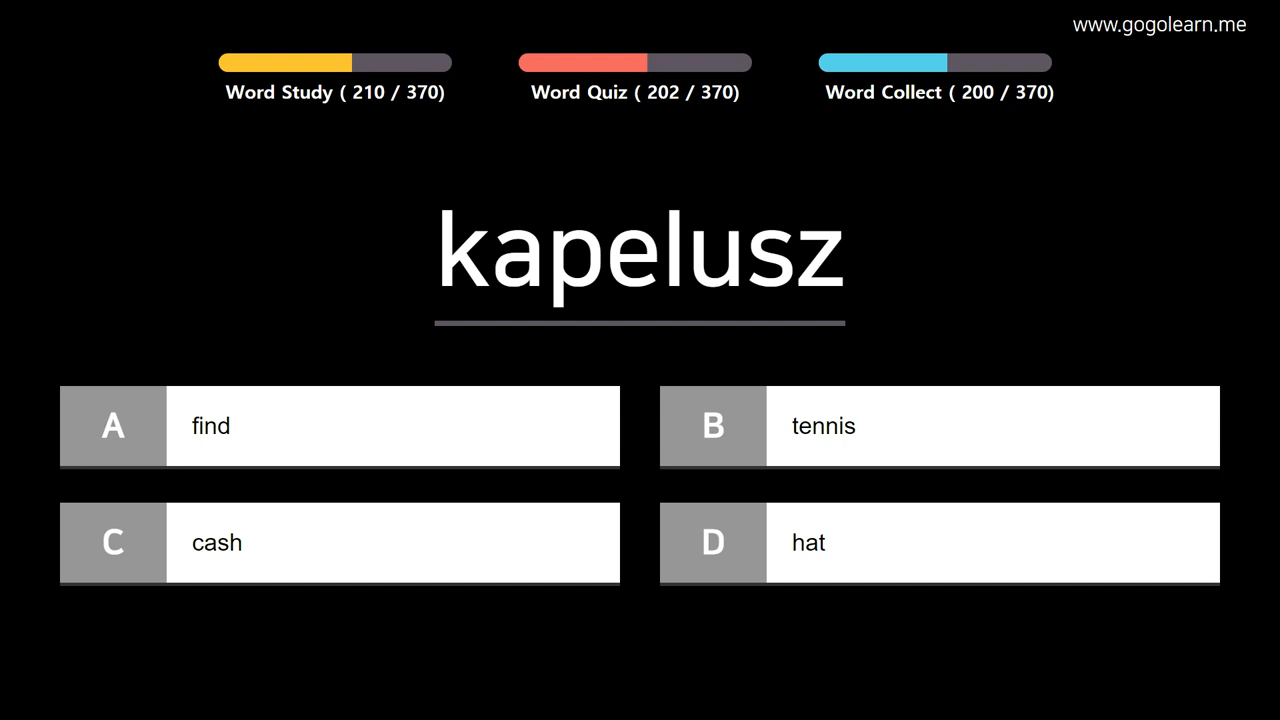 www.gogolearn.me
Word Study ( 210 / 370)
Word Quiz ( 202 / 370)
Word Collect ( 200 / 370)
kapelusz
A find
B tennis
C cash
D hat